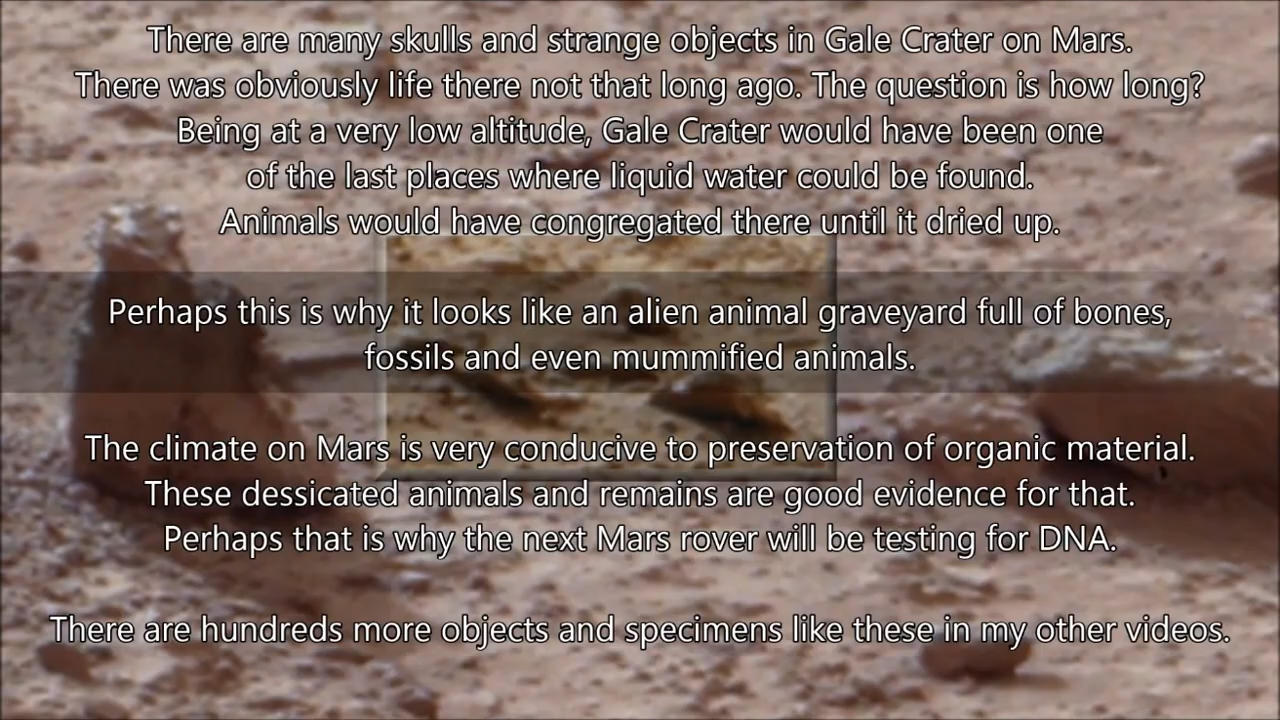 There are many skulls and strange objects in Gale Crater on Mars.
There was obviously life there not that long ago. The question is how long?
Being at a very low altitude, Gale Crater would have been one
of the last places where liquid water could be found.
Animals would have congregated there until it dried up.
Perhaps this is why it looks like an alien animal graveyard full of bones,
fossils and even mummified animals.
The climate on Mars is very conducive to preservation of organic material.
These dessicated animals and remains are good evidence for that.
Perhaps that is why the next Mars rover will be testing for DNA.
There are hundreds more objects and specimens like these in my other videos.